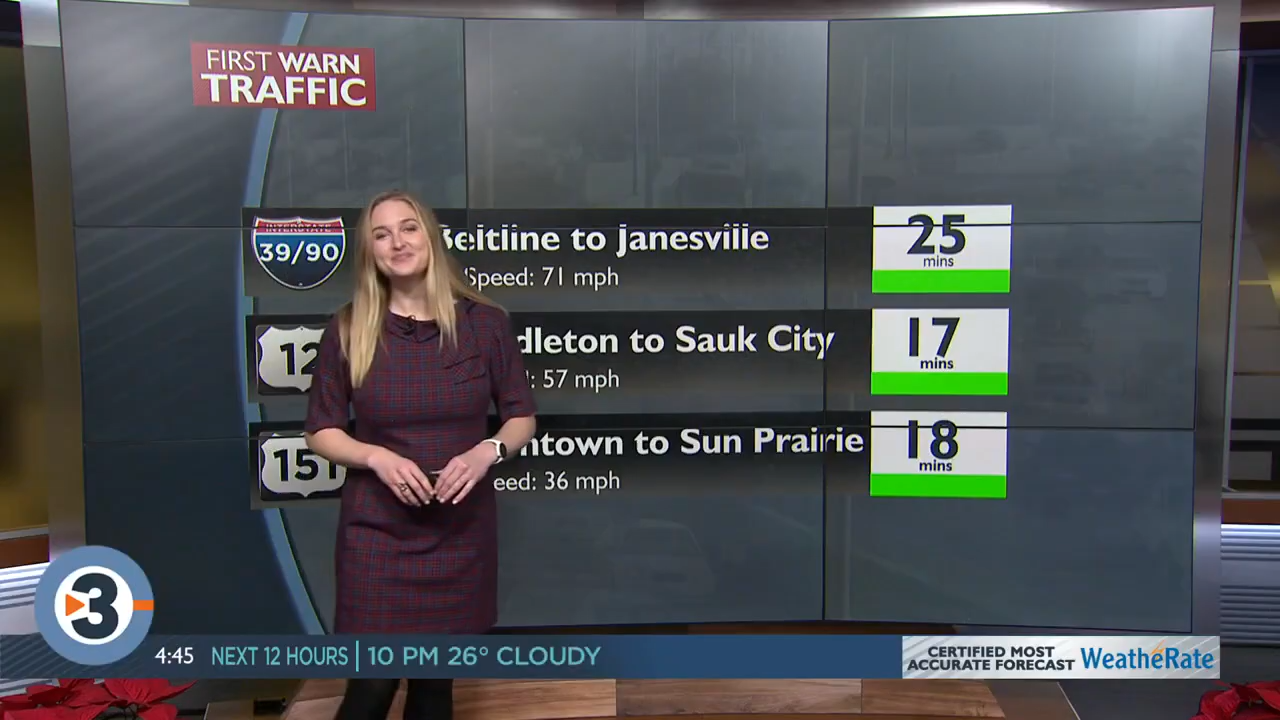 FIRST WARN
TRAFFIC
INTERSTATE
39/90
Beltline to Janesville
Speed: 71 mph
25
mins
12
dleton to Sauk City
: 57 mph
17
mins
151
ntown to Sun Prairie
eed: 36 mph
18
mins
3
4:45 NEXT 12 HOURS | 10 PM 26° CLOUDY
CERTIFIED MOST
ACCURATE FORECAST
WeatheRate